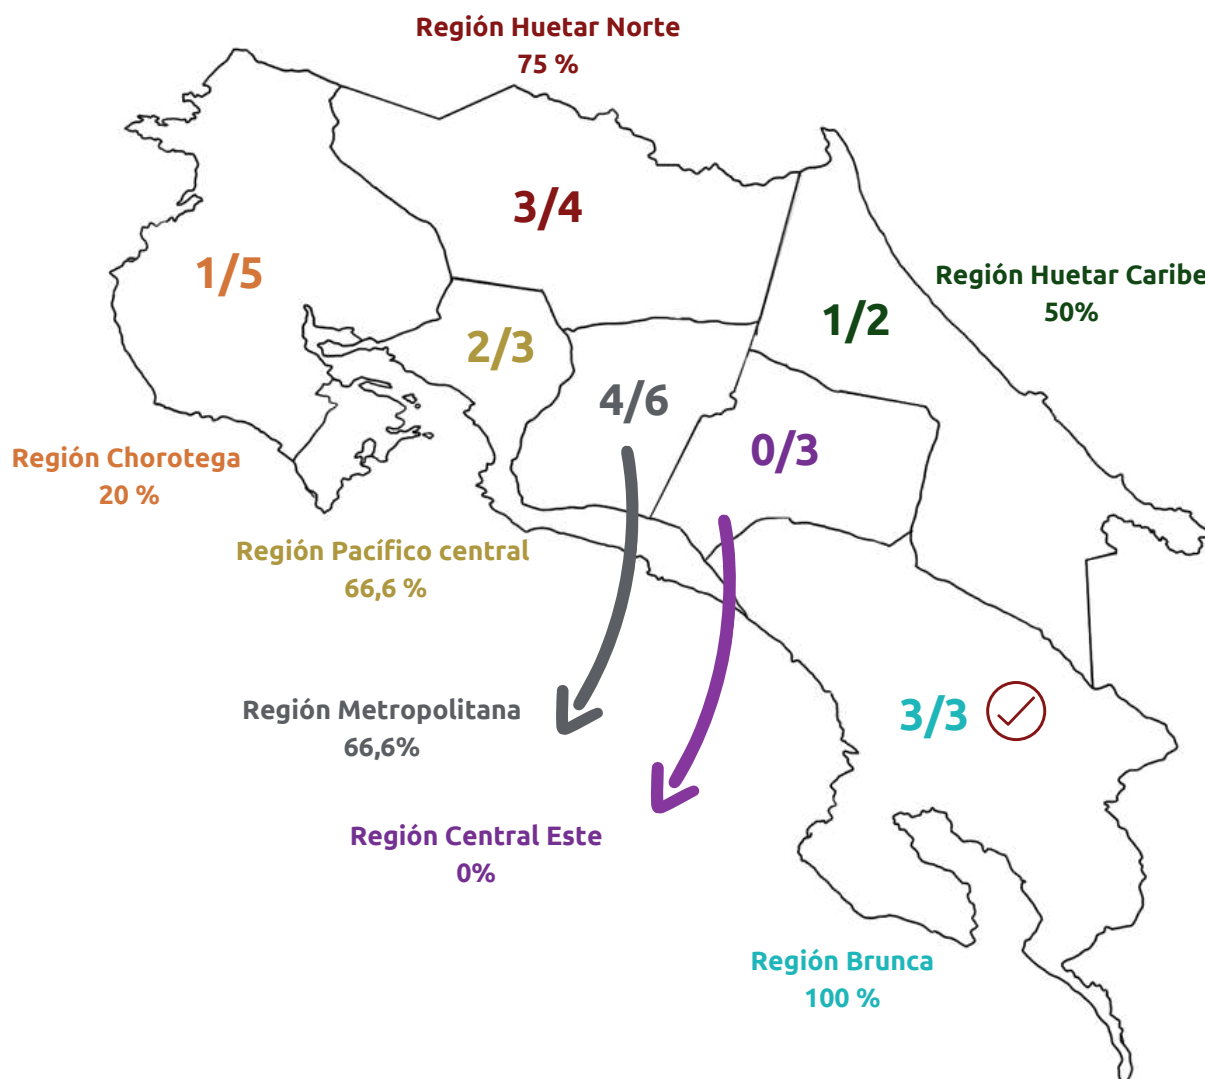 Región Huetar Norte
75 %
3/4
1/5
Región Huetar Caribe
50%
1/2
2/3
4/6
0/3
Región Chorotega
20 %
Región Pacífico central
66,6 %
Región Metropolitana
66,6%
3/3
Región Central Este
0%
Región Brunca
100 %